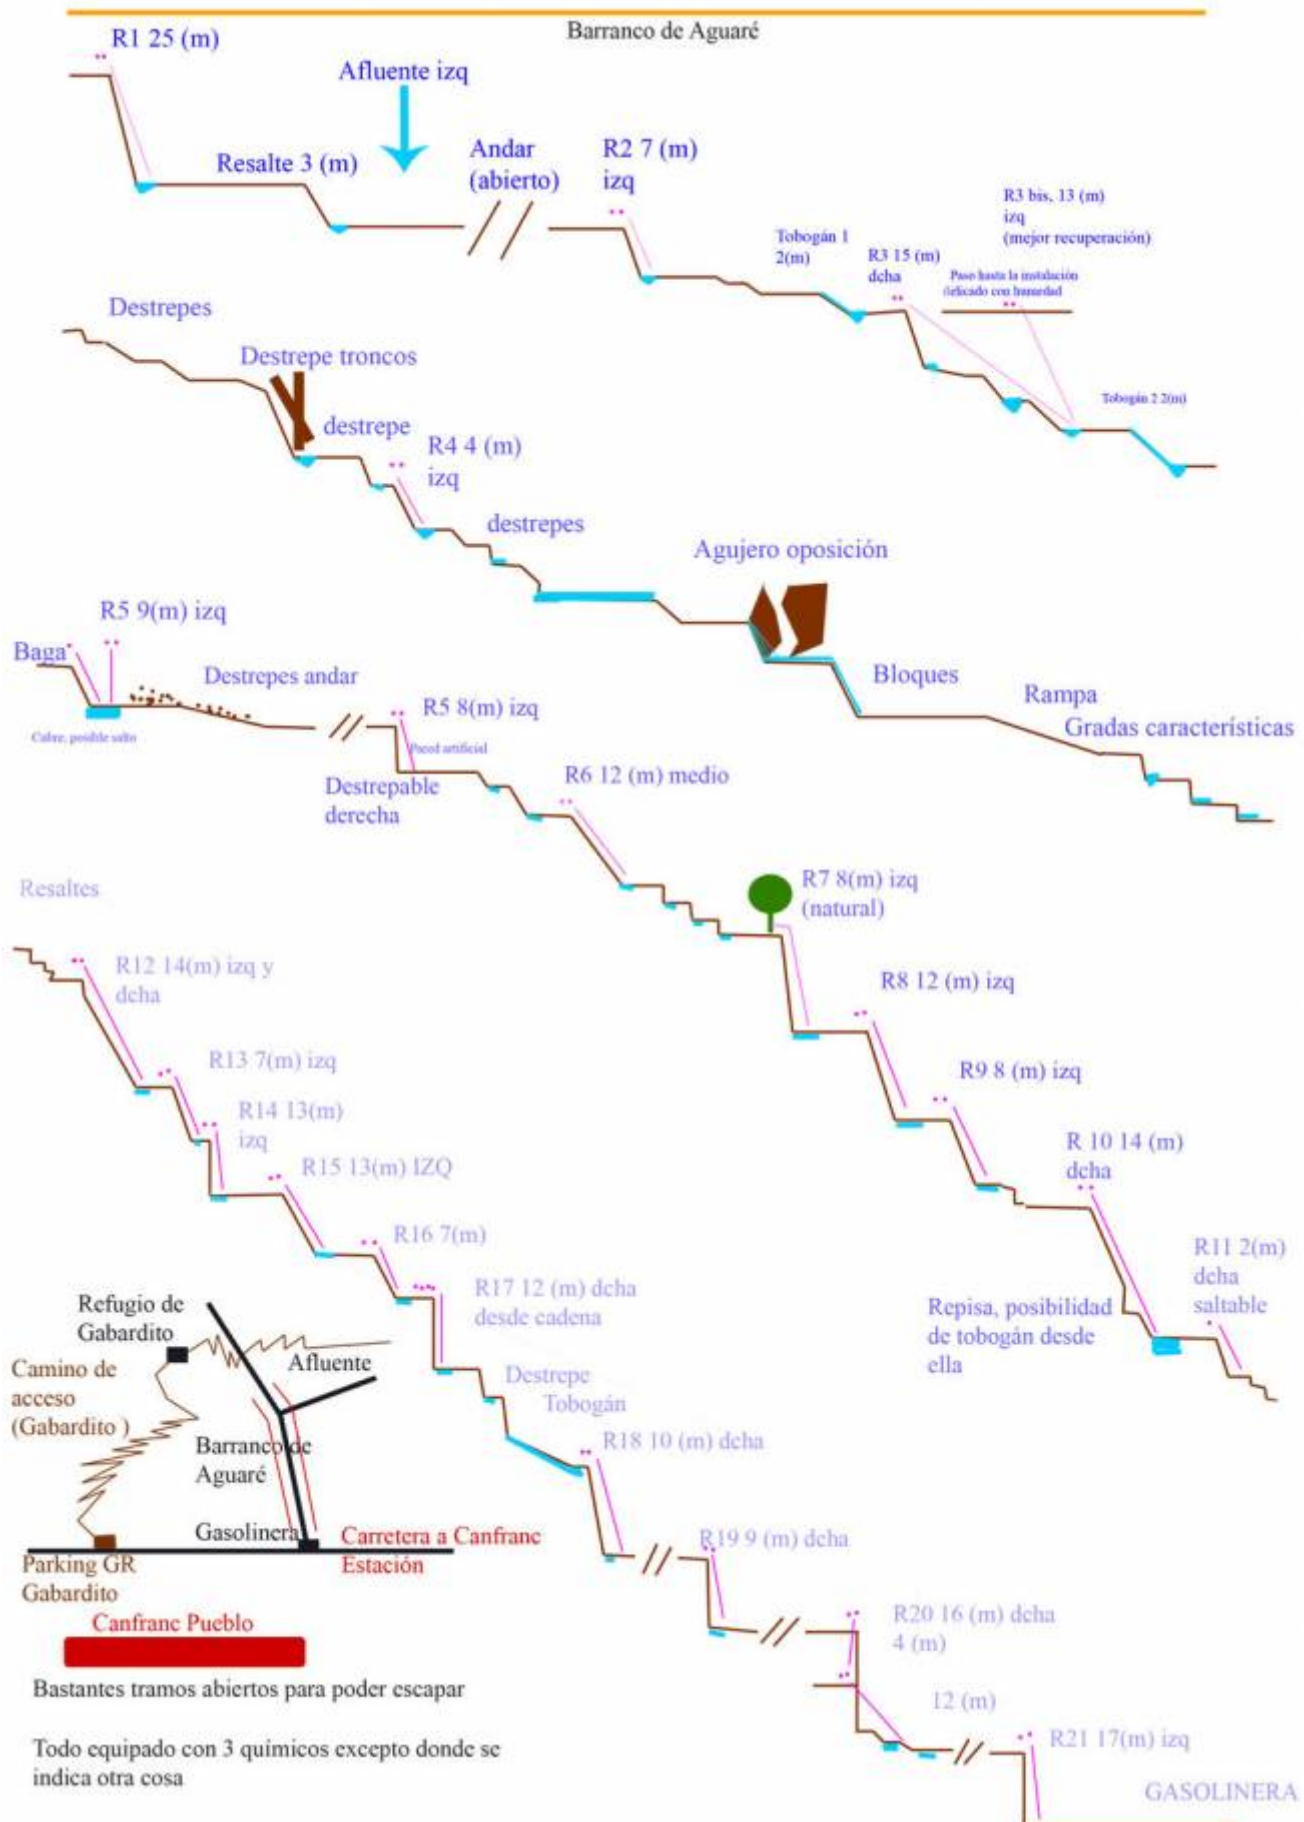 Barranco de Aguaré
R1 25 (m)
Afluente izq
Resalte 3 (m)
Andar
(abierto)
R2 7 (m)
izq
Tobogán 1
2(m)
R3 15 (m)
dcha
R3 bis, 13 (m)
izq
(mejor recuperación)
Paso hasta la instalación
delicado con humedad
Tobogán 2 2(m)
Destrepes
Destrepe troncos
destrepe
R4 4 (m)
izq
destrepes
Agujero oposición
Bloques
Rampa
Gradas características
Baga
R5 9(m) izq
Cubre, posible salto
Destrepes andar
R5 8(m) izq
Pared artificial
Destrepable
derecha
R6 12 (m) medio
R7 8(m) izq
(natural)
R8 12 (m) izq
R9 8 (m) izq
R 10 14 (m)
dcha
Repisa, posibilidad
de tobogán desde
ella
R11 2(m)
dcha
saltable
Resaltes
R12 14(m) izq y
dcha
R13 7(m) izq
R14 13(m)
izq
R15 13(m) IZQ
R16 7(m)
R17 12 (m) dcha
desde cadena
Destrepe
Tobogán
R18 10 (m) dcha
R19 9 (m) dcha
R20 16 (m) dcha
4 (m)
12 (m)
R21 17(m) izq
GASOLINERA
Refugio de
Gabardito
Camino de
acceso
(Gabardito )
Afluente
Barranco de
Aguaré
Gasolinera
Carretera a Canfranc
Estación
Parking GR
Gabardito
Canfranc Pueblo
Bastantes tramos abiertos para poder escapar
Todo equipado con 3 químicos excepto donde se
indica otra cosa